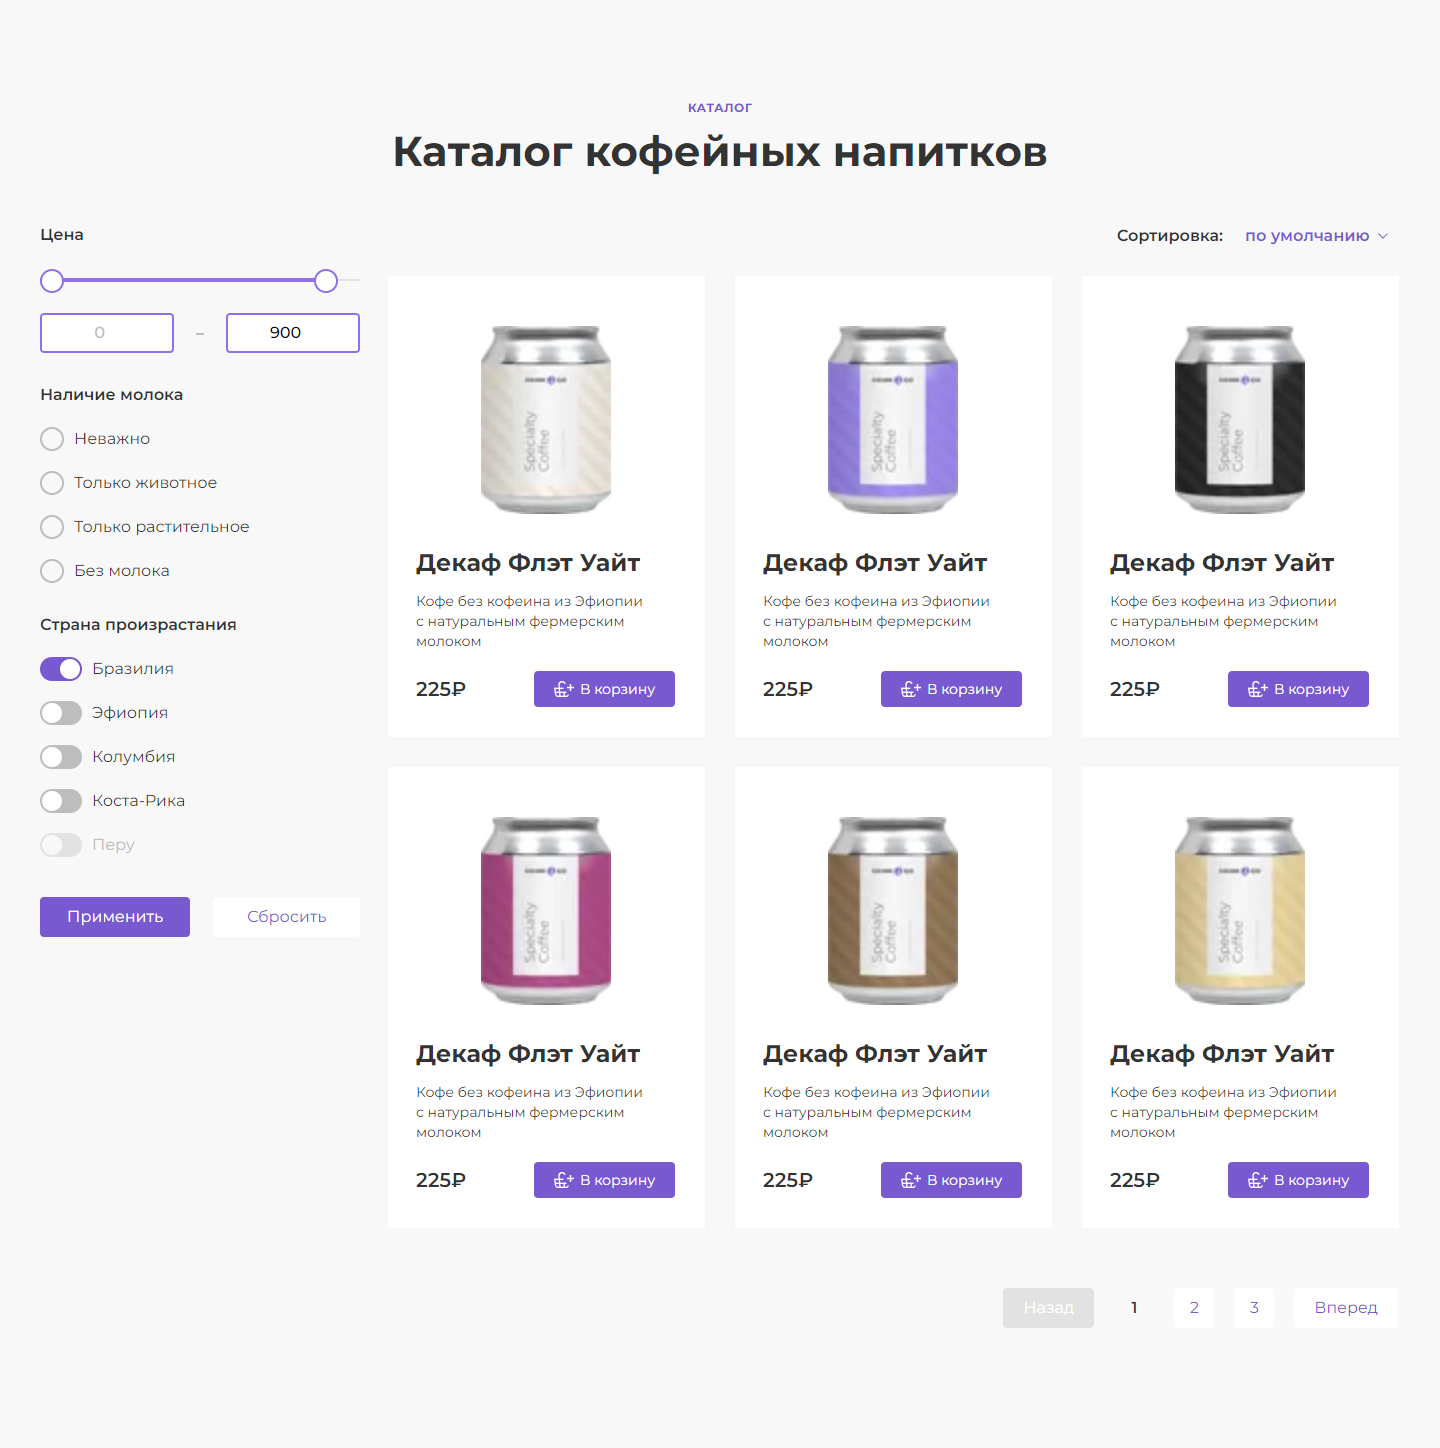 КАТАЛОГ
Каталог кофейных напитков
Цена
0 – 900
Наличие молока
Неважно
Только животное
Только растительное
Без молока
Страна произрастания
Бразилия
Эфиопия
Колумбия
Коста-Рика
Перу
Применить Сбросить
Сортировка: по умолчанию
Specialty
Coffee
Декаф Флэт Уайт
Кофе без кофеина из Эфиопии
с натуральным фермерским
молоком
225₽ В корзину
Specialty
Coffee
Декаф Флэт Уайт
Кофе без кофеина из Эфиопии
с натуральным фермерским
молоком
225₽ В корзину
Specialty
Coffee
Декаф Флэт Уайт
Кофе без кофеина из Эфиопии
с натуральным фермерским
молоком
225₽ В корзину
Specialty
Coffee
Декаф Флэт Уайт
Кофе без кофеина из Эфиопии
с натуральным фермерским
молоком
225₽ В корзину
Specialty
Coffee
Декаф Флэт Уайт
Кофе без кофеина из Эфиопии
с натуральным фермерским
молоком
225₽ В корзину
Specialty
Coffee
Декаф Флэт Уайт
Кофе без кофеина из Эфиопии
с натуральным фермерским
молоком
225₽ В корзину
Назад 1 2 3 Вперед